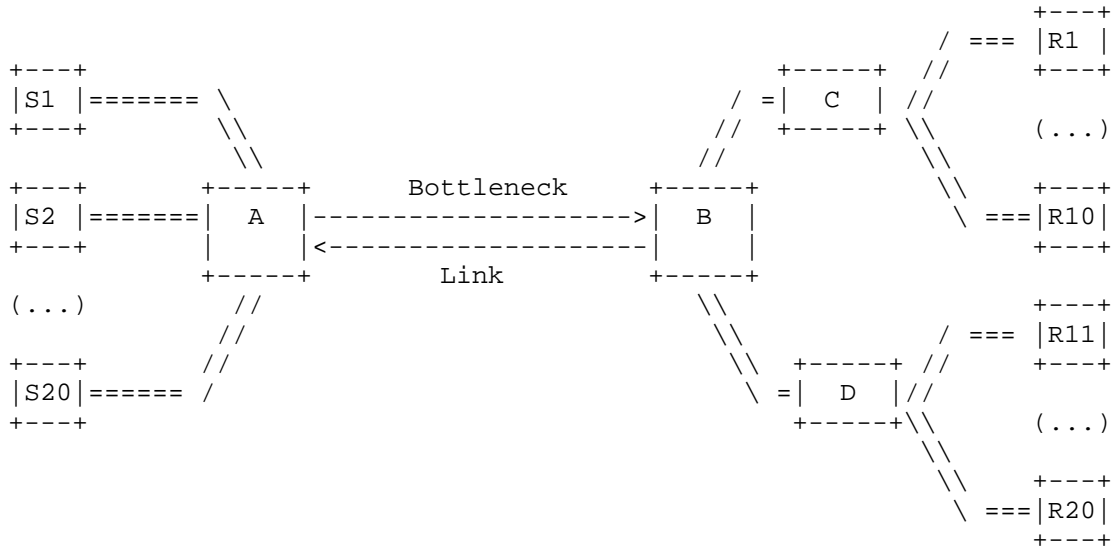 +---+
                                                          / === |R1 |
+---+                                          +-----+   //     +---+
|S1 |======= \                              / =|  C  |  //
+---+         \\                           //  +-----+  \\      (...)
               \\                         //             \\
+---+       +-----+      Bottleneck     +-----+           \\    +---+
|S2 |=======|  A  |-------------------->|  B  |            \ ===|R10|
+---+       |     |<--------------------|     |                 +---+
            +-----+        Link         +-----+
(...)         //                          \\                    +---+
             //                            \\             / === |R11|
+---+       //                              \\  +-----+  //     +---+
|S20|====== /                                \ =|  D  |//
+---+                                           +-----+\\       (...)
                                                        \\
                                                         \\     +---+
                                                          \ === |R20|
                                                                +---+